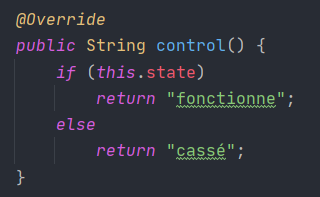 @Override
public String control() {
    if (this.state)
        return "fonctionne";
    else
        return "cassé";
}